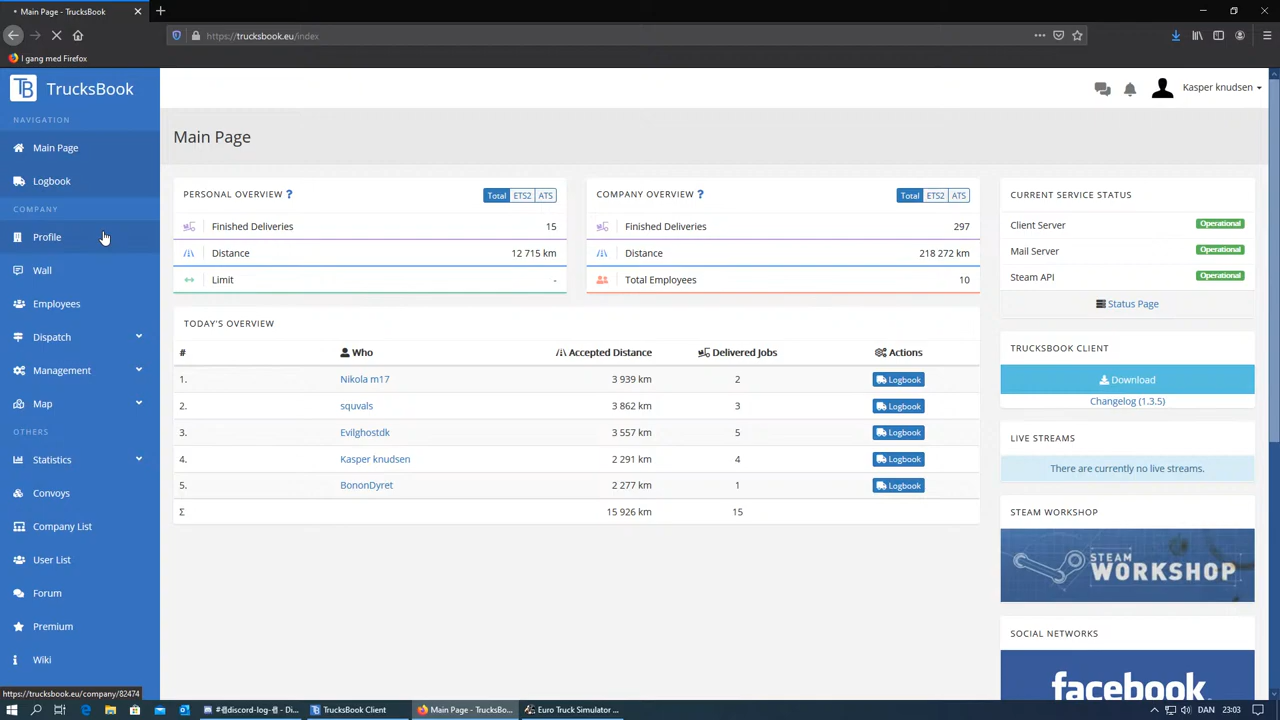 Main Page - TrucksBook
https://trucksbook.eu/index
I gang med Firefox
TB TrucksBook
NAVIGATION
Main Page
Logbook
COMPANY
Profile
Wall
Employees
Dispatch
Management
Map
OTHERS
Statistics
Convoys
Company List
User List
Forum
Premium
Wiki
https://trucksbook.eu/company/82474
Kasper knudsen
Main Page
PERSONAL OVERVIEW ?
Total ETS2 ATS
Finished Deliveries 15
Distance 12 715 km
Limit -
COMPANY OVERVIEW ?
Total ETS2 ATS
Finished Deliveries 297
Distance 218 272 km
Total Employees 10
TODAY'S OVERVIEW
# Who Accepted Distance Delivered Jobs Actions
1. Nikola m17 3 939 km 2 Logbook
2. squvals 3 862 km 3 Logbook
3. Evilghostdk 3 557 km 5 Logbook
4. Kasper knudsen 2 291 km 4 Logbook
5. BononDyret 2 277 km 1 Logbook
Σ 15 926 km 15
CURRENT SERVICE STATUS
Client Server Operational
Mail Server Operational
Steam API Operational
Status Page
TRUCKSBOOK CLIENT
Download
Changelog (1.3.5)
LIVE STREAMS
There are currently no live streams.
STEAM WORKSHOP
STEAM WORKSHOP
SOCIAL NETWORKS
facebook.
TrucksBook Client
Main Page - TrucksBo...
Euro Truck Simulator ...
DAN 23:03